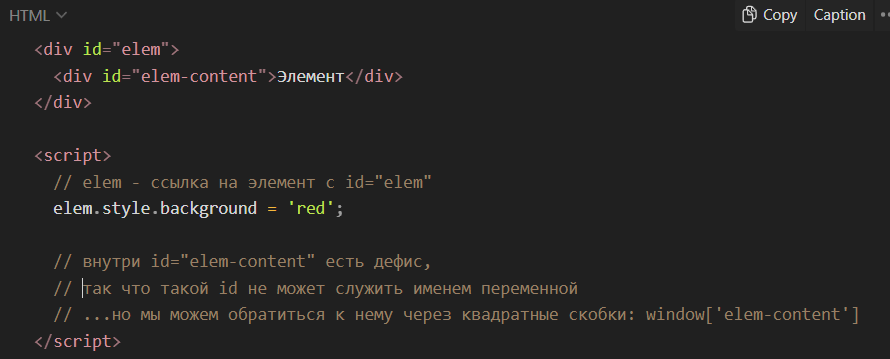 HTML
Copy Caption
<div id="elem">
<div id="elem-content">Элемент</div>
</div>
<script>
// elem - ссылка на элемент с id="elem"
elem.style.background = 'red';
// внутри id="elem-content" есть дефис,
// так что такой id не может служить именем переменной
// ...но мы можем обратиться к нему через квадратные скобки: window['elem-content']
</script>